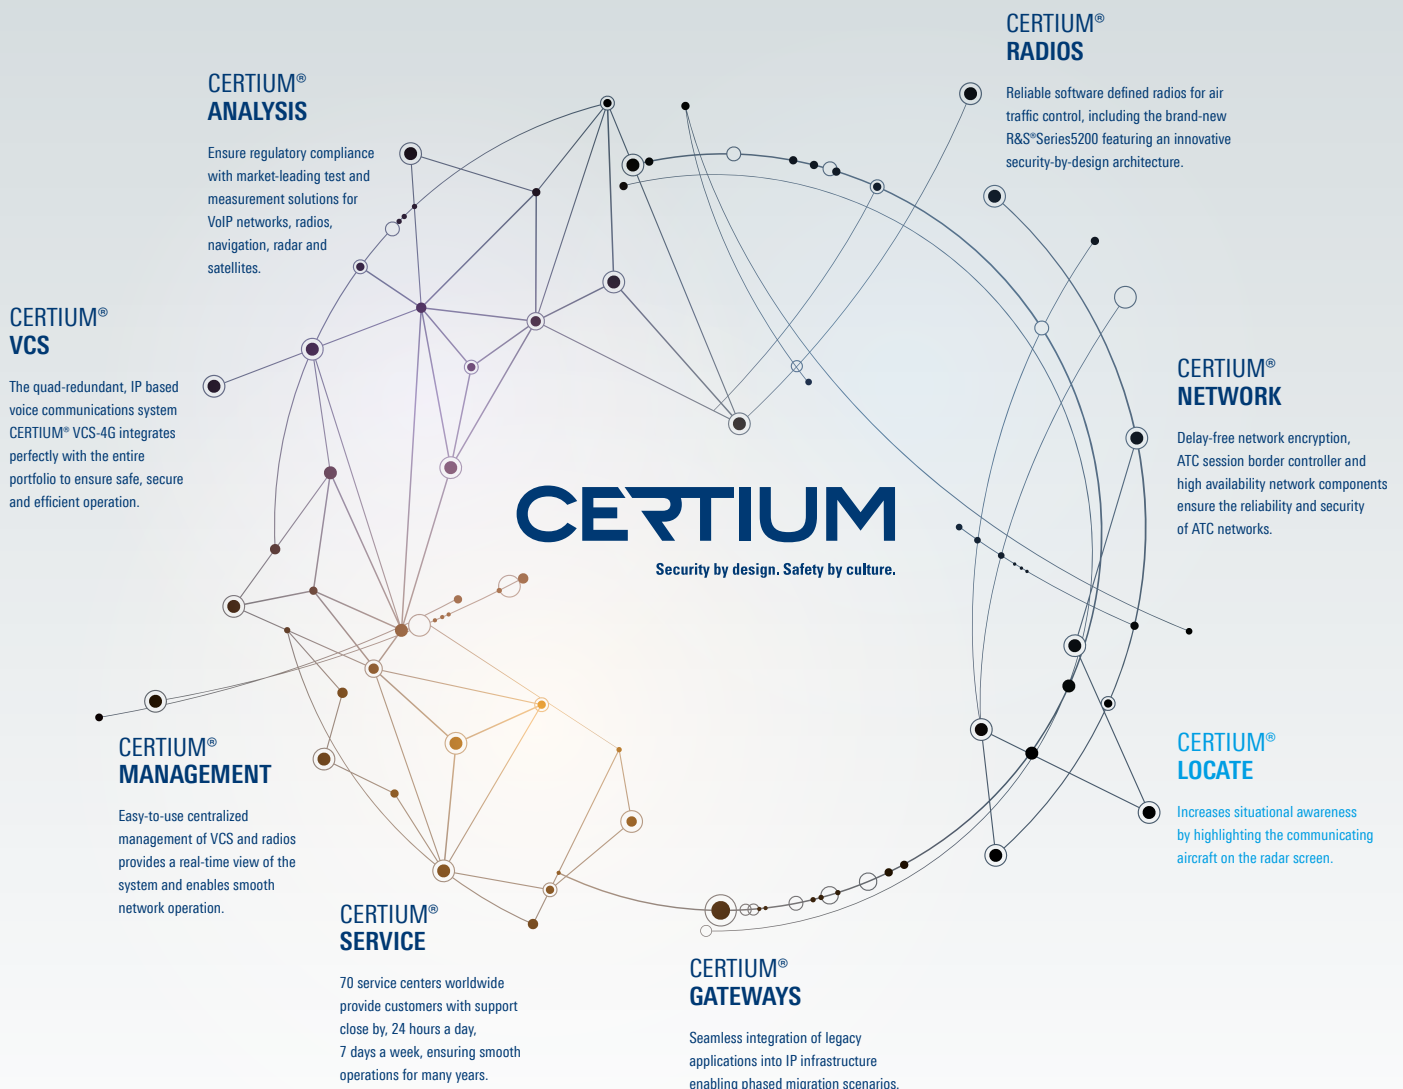 CERTIUM®
RADIOS
Reliable software defined radios for air
traffic control, including the brand-new
R&S®Series5200 featuring an innovative
security-by-design architecture.
CERTIUM®
ANALYSIS
Ensure regulatory compliance
with market-leading test and
measurement solutions for
VoIP networks, radios,
navigation, radar and
satellites.
CERTIUM®
VCS
The quad-redundant, IP based
voice communications system
CERTIUM® VCS-4G integrates
perfectly with the entire
portfolio to ensure safe, secure
and efficient operation.
CERTIUM®
NETWORK
Delay-free network encryption,
ATC session border controller and
high availability network components
ensure the reliability and security
of ATC networks.
CERTIUM
Security by design. Safety by culture.
CERTIUM®
MANAGEMENT
Easy-to-use centralized
management of VCS and radios
provides a real-time view of the
system and enables smooth
network operation.
CERTIUM®
LOCATE
Increases situational awareness
by highlighting the communicating
aircraft on the radar screen.
CERTIUM®
SERVICE
70 service centers worldwide
provide customers with support
close by, 24 hours a day,
7 days a week, ensuring smooth
operations for many years.
CERTIUM®
GATEWAYS
Seamless integration of legacy
applications into IP infrastructure
enabling phased migration scenarios.